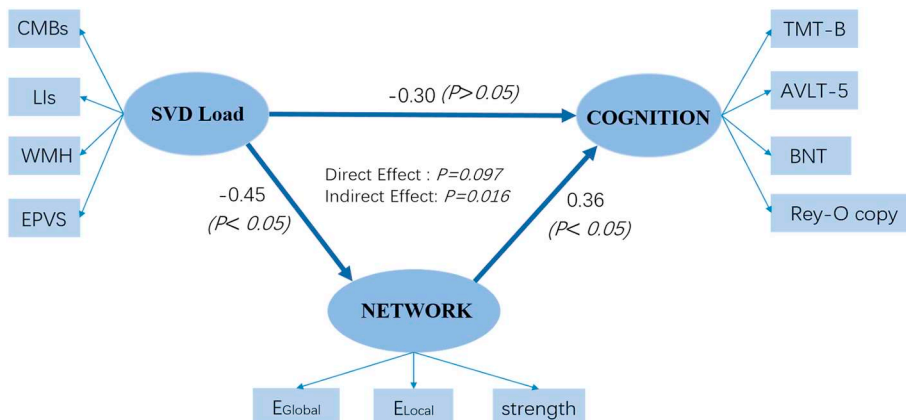 CMBs
LIs
WMH
EPVS
SVD Load
-0.30 (P>0.05)
COGNITION
TMT-B
AVLT-5
BNT
Rey-O copy
Direct Effect : P=0.097
Indirect Effect: P=0.016
-0.45
(P< 0.05)
0.36
(P< 0.05)
NETWORK
EGlobal
ELocal
strength